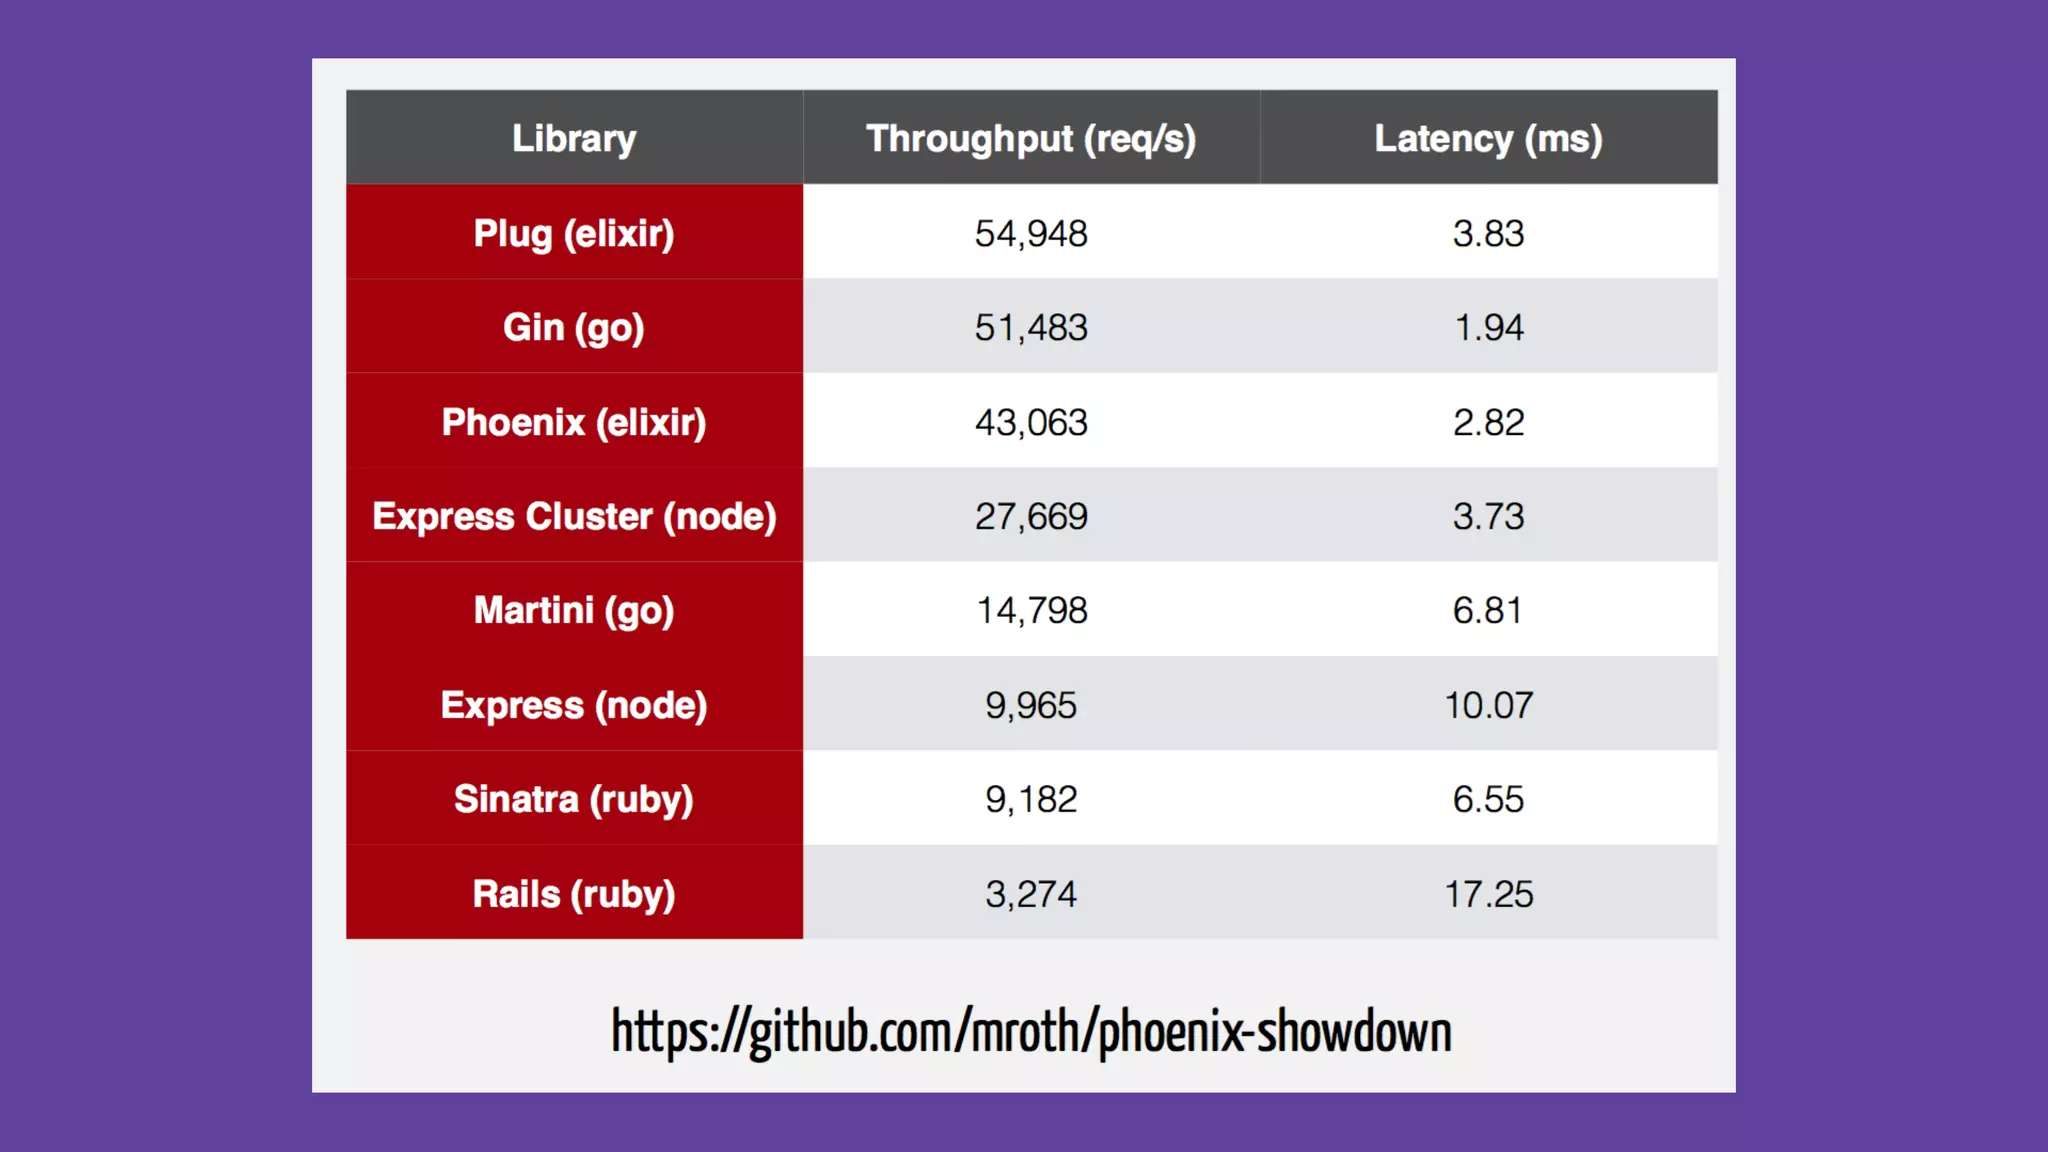 Library Throughput (req/s) Latency (ms)
Plug (elixir) 54,948 3.83
Gin (go) 51,483 1.94
Phoenix (elixir) 43,063 2.82
Express Cluster (node) 27,669 3.73
Martini (go) 14,798 6.81
Express (node) 9,965 10.07
Sinatra (ruby) 9,182 6.55
Rails (ruby) 3,274 17.25
https://github.com/mroth/phoenix-showdown